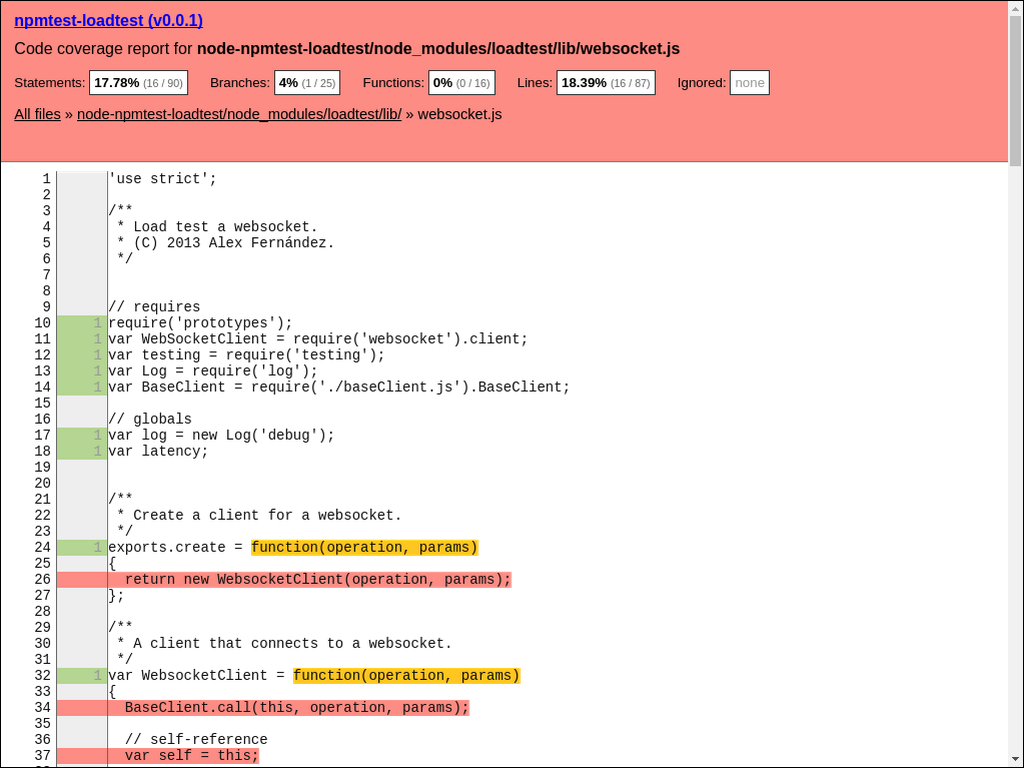 npmtest-loadtest (v0.0.1)
Code coverage report for node-npmtest-loadtest/node_modules/loadtest/lib/websocket.js
Statements: 17.78% (16 / 90) Branches: 4% (1 / 25) Functions: 0% (0 / 16) Lines: 18.39% (16 / 87) Ignored: none
All files » node-npmtest-loadtest/node_modules/loadtest/lib/ » websocket.js
1 'use strict';
2
3 /**
4 * Load test a websocket.
5 * (C) 2013 Alex Fernández.
6 */
7
8
9 // requires
10 1 require('prototypes');
11 1 var WebSocketClient = require('websocket').client;
12 1 var testing = require('testing');
13 1 var Log = require('log');
14 1 var BaseClient = require('./baseClient.js').BaseClient;
15
16 // globals
17 1 var log = new Log('debug');
18 1 var latency;
19
20
21 /**
22 * Create a client for a websocket.
23 */
24 1 exports.create = function(operation, params)
25 {
26 return new WebsocketClient(operation, params);
27 };
28
29 /**
30 * A client that connects to a websocket.
31 */
32 1 var WebsocketClient = function(operation, params)
33 {
34 BaseClient.call(this, operation, params);
35
36 // self-reference
37 var self = this;